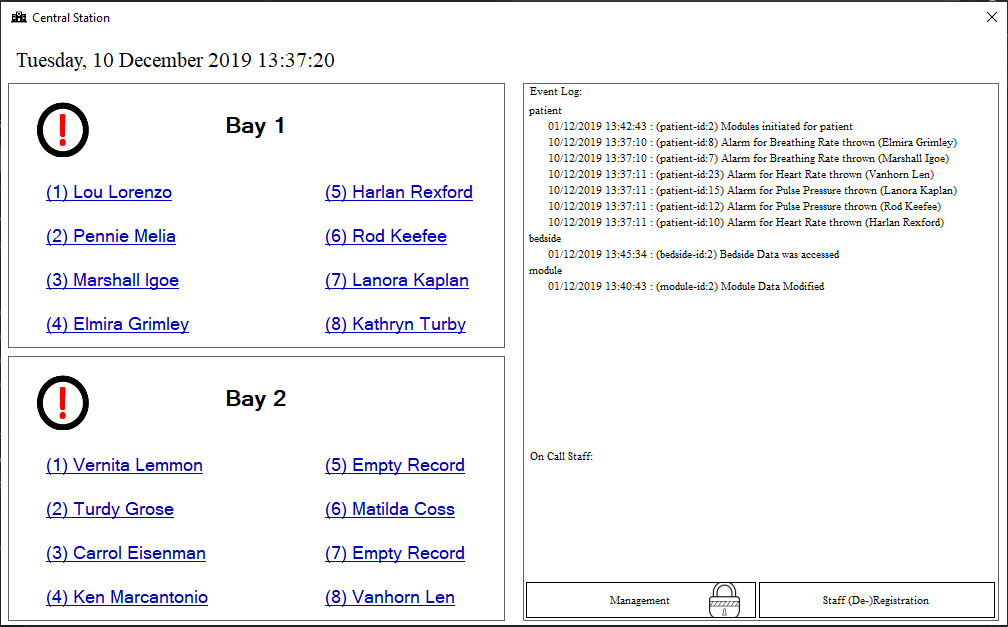 Central Station
Tuesday, 10 December 2019 13:37:20
Bay 1
(1) Lou Lorenzo
(5) Harlan Rexford
(2) Pennie Melia
(6) Rod Keefee
(3) Marshall Igoe
(7) Lanora Kaplan
(4) Elmira Grimley
(8) Kathryn Turby
Bay 2
(1) Vernita Lemmon
(5) Empty Record
(2) Turdy Grose
(6) Matilda Coss
(3) Carrol Eisenman
(7) Empty Record
(4) Ken Marcantonio
(8) Vanhorn Len
Event Log:
patient
01/12/2019 13:42:43 : (patient-id:2) Modules initiated for patient
10/12/2019 13:37:10 : (patient-id:8) Alarm for Breathing Rate thrown (Elmira Grimley)
10/12/2019 13:37:10 : (patient-id:7) Alarm for Breathing Rate thrown (Marshall Igoe)
10/12/2019 13:37:11 : (patient-id:23) Alarm for Heart Rate thrown (Vanhorn Len)
10/12/2019 13:37:11 : (patient-id:15) Alarm for Pulse Pressure thrown (Lanora Kaplan)
10/12/2019 13:37:11 : (patient-id:12) Alarm for Pulse Pressure thrown (Rod Keefee)
10/12/2019 13:37:11 : (patient-id:10) Alarm for Heart Rate thrown (Harlan Rexford)
bedside
01/12/2019 13:45:34 : (bedside-id:2) Bedside Data was accessed
module
01/12/2019 13:40:43 : (module-id:2) Module Data Modified
On Call Staff:
Management
Staff (De-)Registration